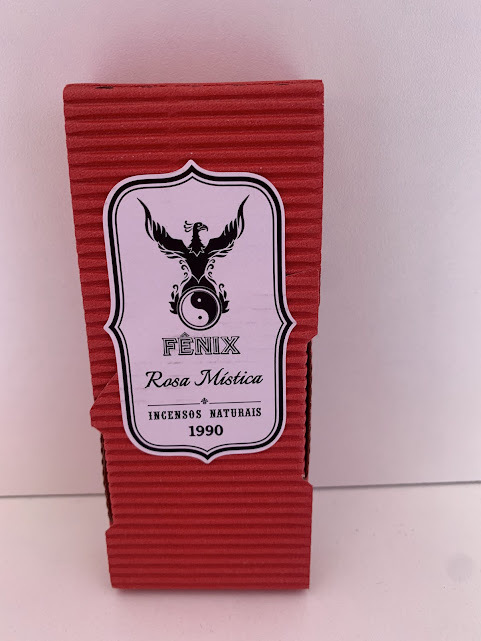 FÊNIX
Rosa Mística
INCENSOS NATURAIS
1990